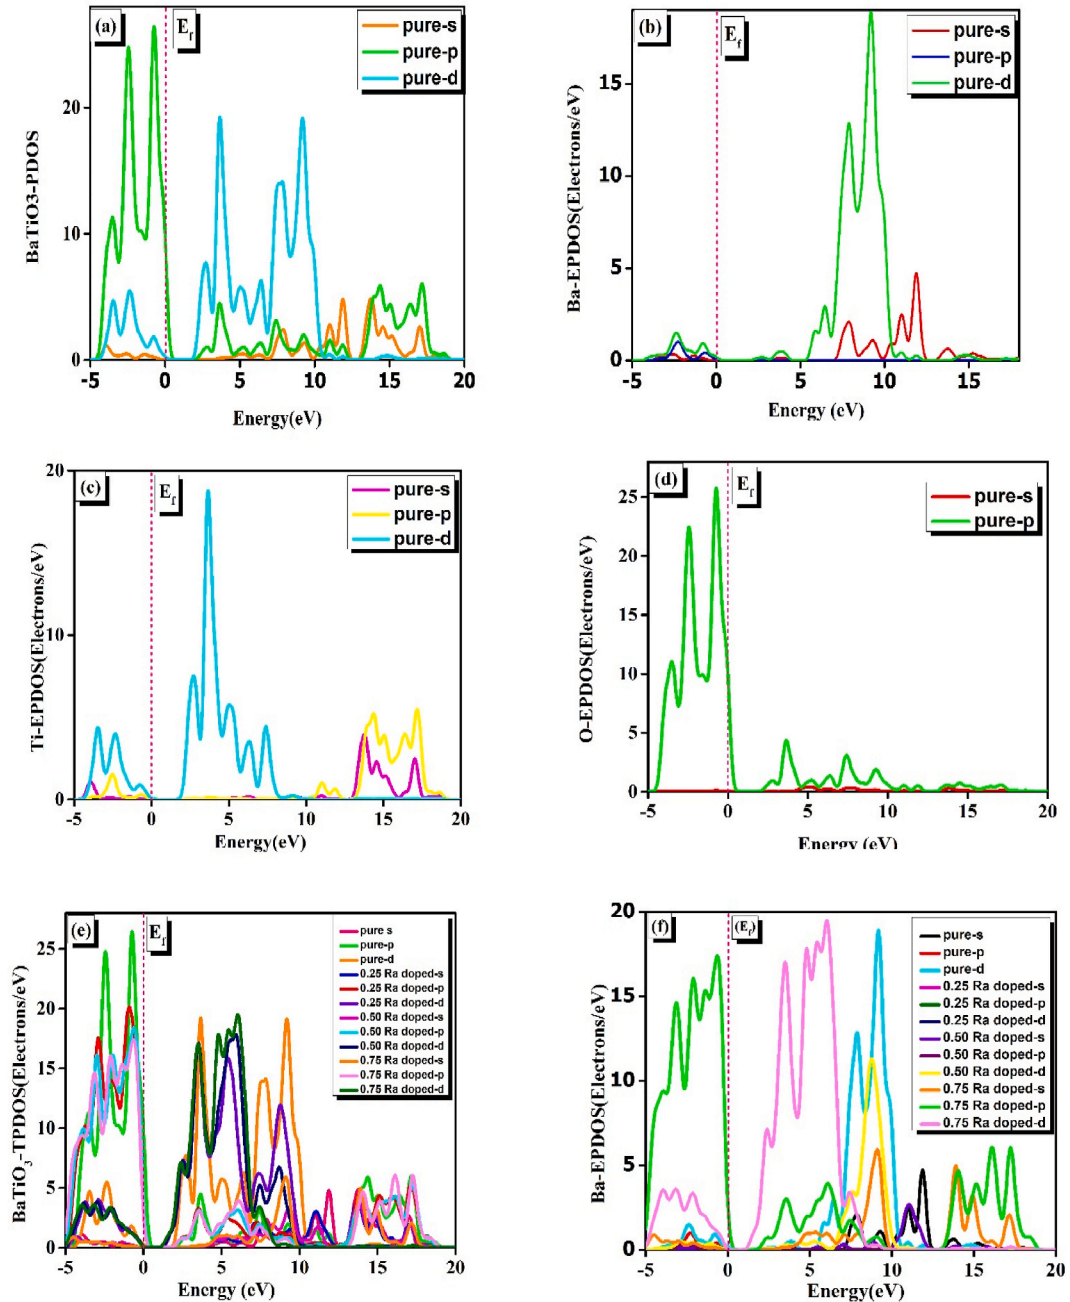 (a)
E_f
pure-s
pure-p
pure-d
BaTiO3-PDOS
20
10
0
-5 0 5 10 15 20
Energy(eV)
(b)
E_f
pure-s
pure-p
pure-d
Ba-EPDOS(Electrons/eV)
15
10
5
0
-5 0 5 10 15
Energy (eV)
(c)
E_f
pure-s
pure-p
pure-d
Ti-EPDOS(Electrons/eV)
20
10
0
-5 0 5 10 15 20
Energy(eV)
(d)
E_f
pure-s
pure-p
O-EPDOS(Electrons/eV)
25
20
15
10
5
0
-5 0 5 10 15 20
Energy (eV)
(e)
E_f
pure s
pure-p
pure-d
0.25 Ra doped-s
0.25 Ra doped-p
0.25 Ra doped-d
0.50 Ra doped-s
0.50 Ra doped-p
0.50 Ra doped-d
0.75 Ra doped-s
0.75 Ra doped-p
0.75 Ra doped-d
BaTiO₃-TPDOS(Electrons/eV)
25
20
15
10
5
0
-5 0 5 10 15 20
Energy (eV)
(f)
(E_f)
pure-s
pure-p
pure-d
0.25 Ra doped-s
0.25 Ra doped-p
0.25 Ra doped-d
0.50 Ra doped-s
0.50 Ra doped-p
0.50 Ra doped-d
0.75 Ra doped-s
0.75 Ra doped-p
0.75 Ra doped-d
Ba-EPDOS(Electrons/eV)
20
15
10
5
0
-5 0 5 10 15 20
Energy(eV)